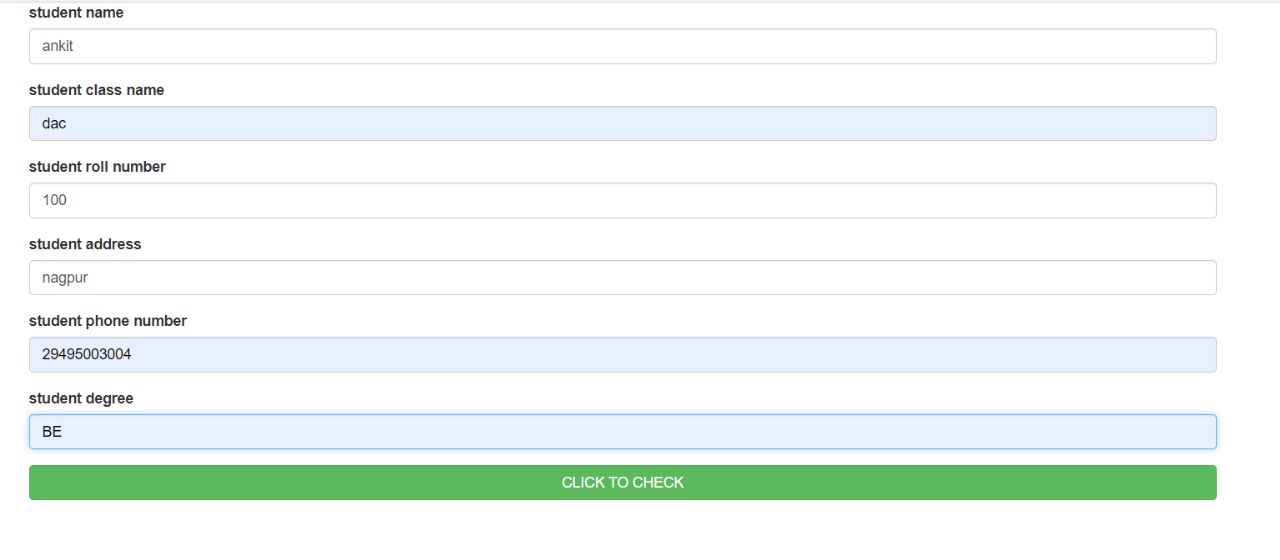 student name
ankit
student class name
dac
student roll number
100
student address
nagpur
student phone number
29495003004
student degree
BE
CLICK TO CHECK